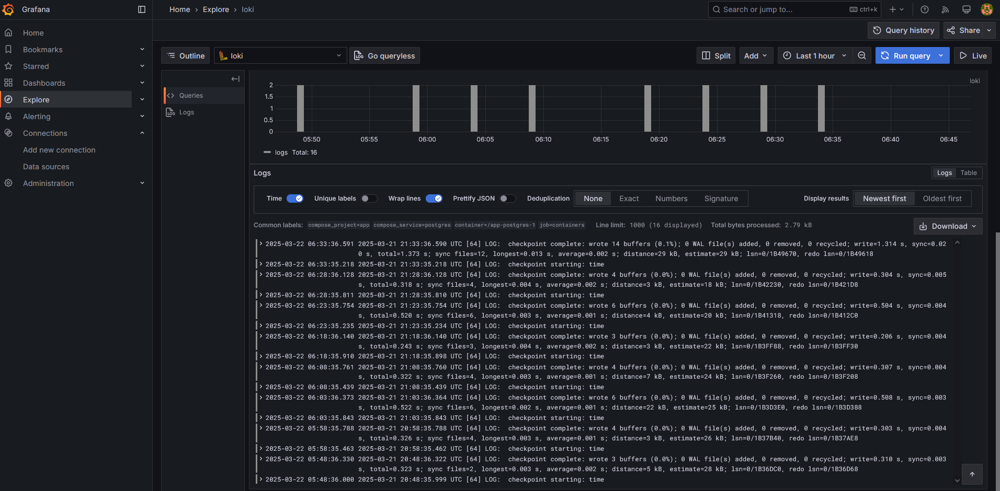 Grafana
Home › Explore › loki
Search or jump to...
ctrl+k
Home
Bookmarks
Starred
Dashboards
Explore
Alerting
Connections
Add new connection
Data sources
Administration
Query history
Share
Outline
loki
Go queryless
Split
Add
Last 1 hour
Run query
Live
Queries
Logs
loki
2
1.5
1
0.5
0
05:50 05:55 06:00 06:05 06:10 06:15 06:20 06:25 06:30 06:35 06:40 06:45
logs Total: 16
Logs
Logs Table
Time Unique labels Wrap lines Prettify JSON Deduplication None Exact Numbers Signature Display results Newest first Oldest first
Common labels: compose_project=app compose_service=postgres container=/app-postgres-1 job=containers Line limit: 1000 (16 displayed) Total bytes processed: 2.79 kB
Download
2025-03-22 06:33:36.591 2025-03-21 21:33:36.590 UTC [64] LOG:  checkpoint complete: wrote 14 buffers (0.1%); 0 WAL file(s) added, 0 removed, 0 recycled; write=1.314 s, sync=0.02
0 s, total=1.373 s; sync files=12, longest=0.013 s, average=0.002 s; distance=29 kB, estimate=29 kB; lsn=0/1B49670, redo lsn=0/1B49618
2025-03-22 06:33:35.218 2025-03-21 21:33:35.218 UTC [64] LOG:  checkpoint starting: time
2025-03-22 06:28:36.128 2025-03-21 21:28:36.128 UTC [64] LOG:  checkpoint complete: wrote 4 buffers (0.0%); 0 WAL file(s) added, 0 removed, 0 recycled; write=0.304 s, sync=0.005
s, total=0.318 s; sync files=4, longest=0.004 s, average=0.002 s; distance=3 kB, estimate=18 kB; lsn=0/1B42230, redo lsn=0/1B421D8
2025-03-22 06:28:35.811 2025-03-21 21:28:35.810 UTC [64] LOG:  checkpoint starting: time
2025-03-22 06:23:35.754 2025-03-21 21:23:35.754 UTC [64] LOG:  checkpoint complete: wrote 6 buffers (0.0%); 0 WAL file(s) added, 0 removed, 0 recycled; write=0.504 s, sync=0.004
s, total=0.520 s; sync files=6, longest=0.003 s, average=0.001 s; distance=4 kB, estimate=20 kB; lsn=0/1B41318, redo lsn=0/1B412C0
2025-03-22 06:23:35.235 2025-03-21 21:23:35.234 UTC [64] LOG:  checkpoint starting: time
2025-03-22 06:18:36.140 2025-03-21 21:18:36.140 UTC [64] LOG:  checkpoint complete: wrote 3 buffers (0.0%); 0 WAL file(s) added, 0 removed, 0 recycled; write=0.206 s, sync=0.004
s, total=0.243 s; sync files=3, longest=0.004 s, average=0.002 s; distance=3 kB, estimate=22 kB; lsn=0/1B3FF88, redo lsn=0/1B3FF30
2025-03-22 06:18:35.910 2025-03-21 21:18:35.898 UTC [64] LOG:  checkpoint starting: time
2025-03-22 06:08:35.761 2025-03-21 21:08:35.760 UTC [64] LOG:  checkpoint complete: wrote 4 buffers (0.0%); 0 WAL file(s) added, 0 removed, 0 recycled; write=0.307 s, sync=0.004
s, total=0.322 s; sync files=4, longest=0.003 s, average=0.001 s; distance=7 kB, estimate=24 kB; lsn=0/1B3F260, redo lsn=0/1B3F208
2025-03-22 06:08:35.439 2025-03-21 21:08:35.439 UTC [64] LOG:  checkpoint starting: time
2025-03-22 06:03:36.373 2025-03-21 21:03:36.364 UTC [64] LOG:  checkpoint complete: wrote 6 buffers (0.0%); 0 WAL file(s) added, 0 removed, 0 recycled; write=0.508 s, sync=0.003
s, total=0.522 s; sync files=6, longest=0.002 s, average=0.001 s; distance=22 kB, estimate=25 kB; lsn=0/1B3D3E0, redo lsn=0/1B3D388
2025-03-22 06:03:35.843 2025-03-21 21:03:35.843 UTC [64] LOG:  checkpoint starting: time
2025-03-22 05:58:35.788 2025-03-21 20:58:35.788 UTC [64] LOG:  checkpoint complete: wrote 4 buffers (0.0%); 0 WAL file(s) added, 0 removed, 0 recycled; write=0.303 s, sync=0.004
s, total=0.326 s; sync files=4, longest=0.003 s, average=0.001 s; distance=3 kB, estimate=26 kB; lsn=0/1B37B40, redo lsn=0/1B37AE8
2025-03-22 05:58:35.463 2025-03-21 20:58:35.462 UTC [64] LOG:  checkpoint starting: time
2025-03-22 05:48:36.330 2025-03-21 20:48:36.322 UTC [64] LOG:  checkpoint complete: wrote 3 buffers (0.0%); 0 WAL file(s) added, 0 removed, 0 recycled; write=0.310 s, sync=0.003
s, total=0.323 s; sync files=2, longest=0.003 s, average=0.002 s; distance=5 kB, estimate=28 kB; lsn=0/1B36DC0, redo lsn=0/1B36D68
2025-03-22 05:48:36.000 2025-03-21 20:48:35.999 UTC [64] LOG:  checkpoint starting: time